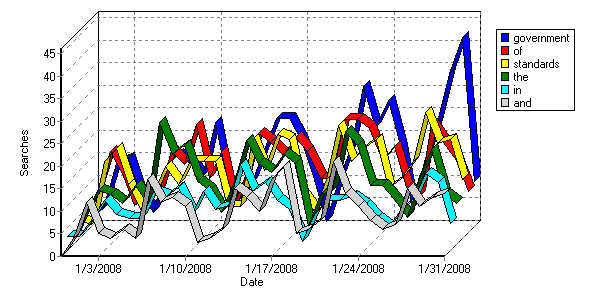 45
40
35
30
25
20
15
10
5
0
Searches
1/3/2008
1/10/2008
1/17/2008
1/24/2008
1/31/2008
Date
government
of
standards
the
in
and